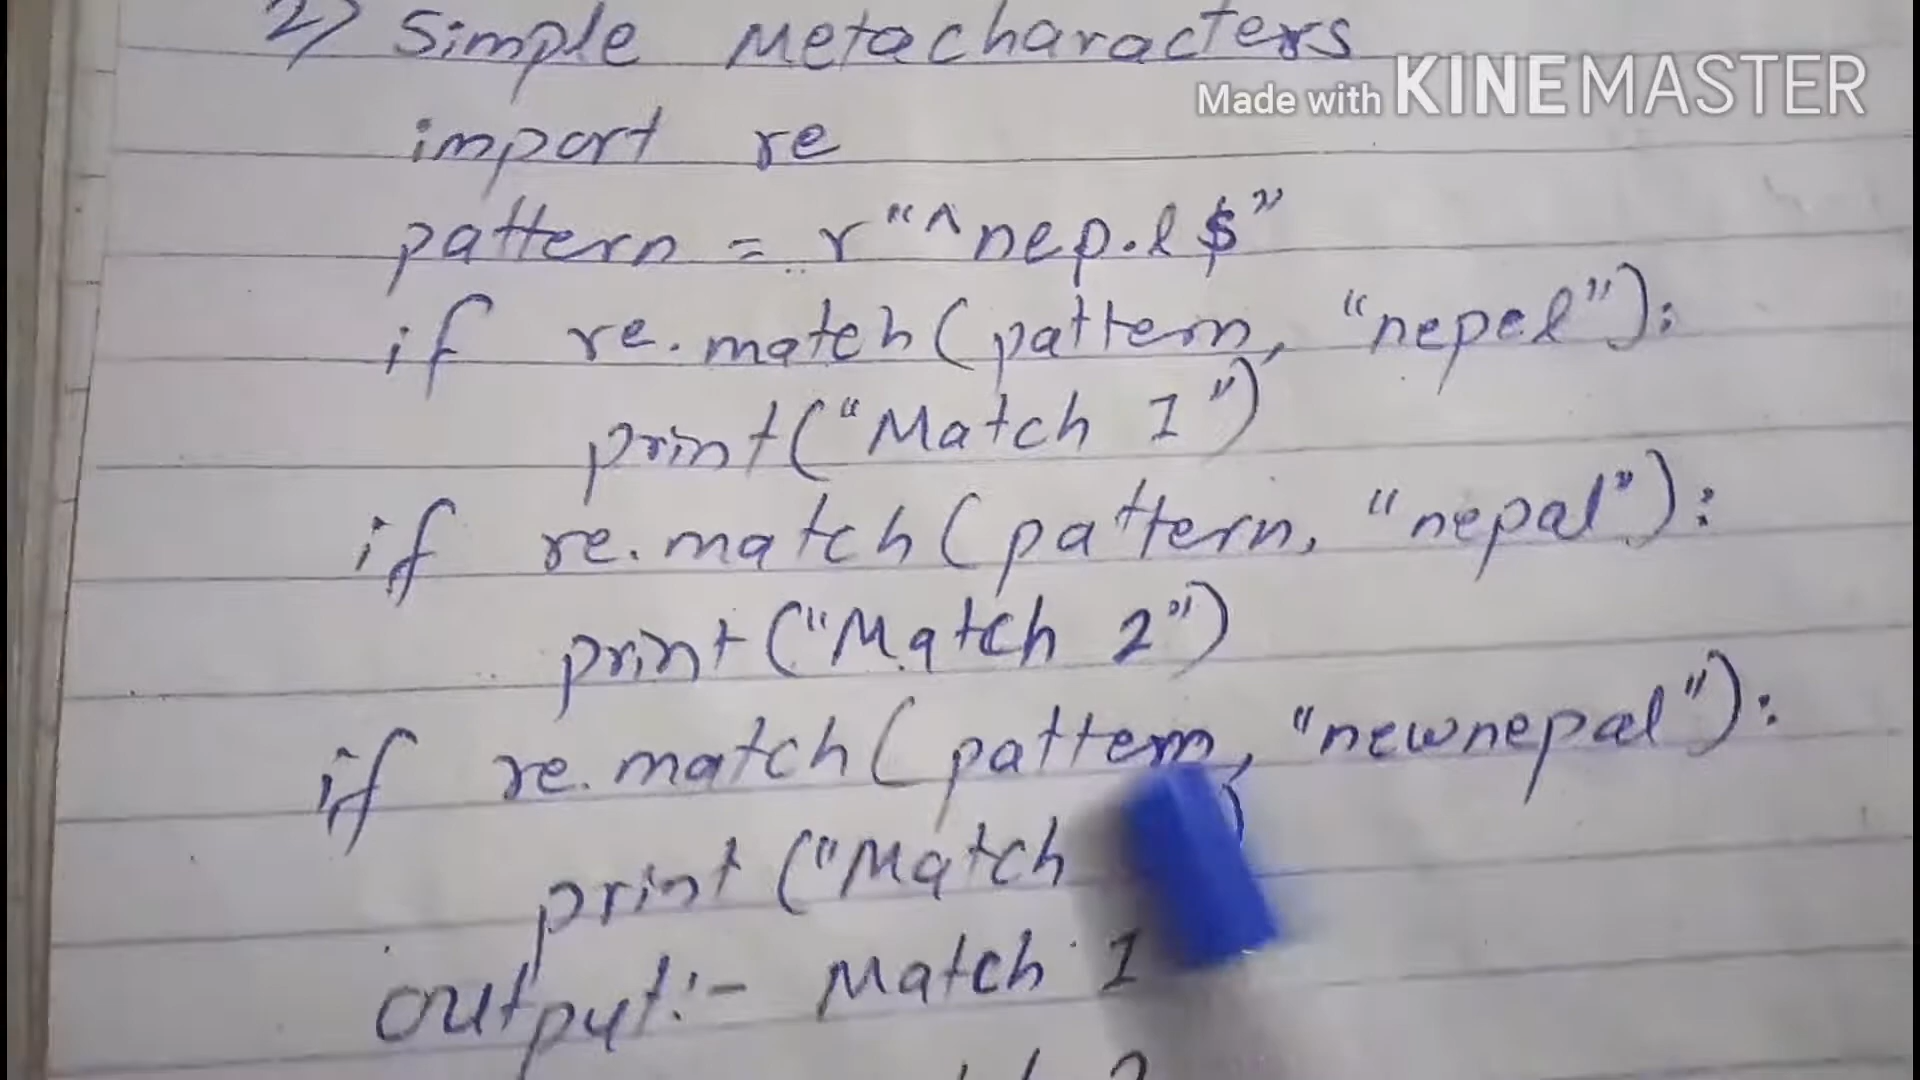 2) Simple Metacharacters
Made with KINEMASTER
import re
pattern = r"^nep.l$"
if re.match(pattern, "nepel"):
print("Match 1")
if re.match(pattern, "nepal"):
print("Match 2")
if re.match(pattern, "newnepal"):
print("Match )
output:- Match 1
2